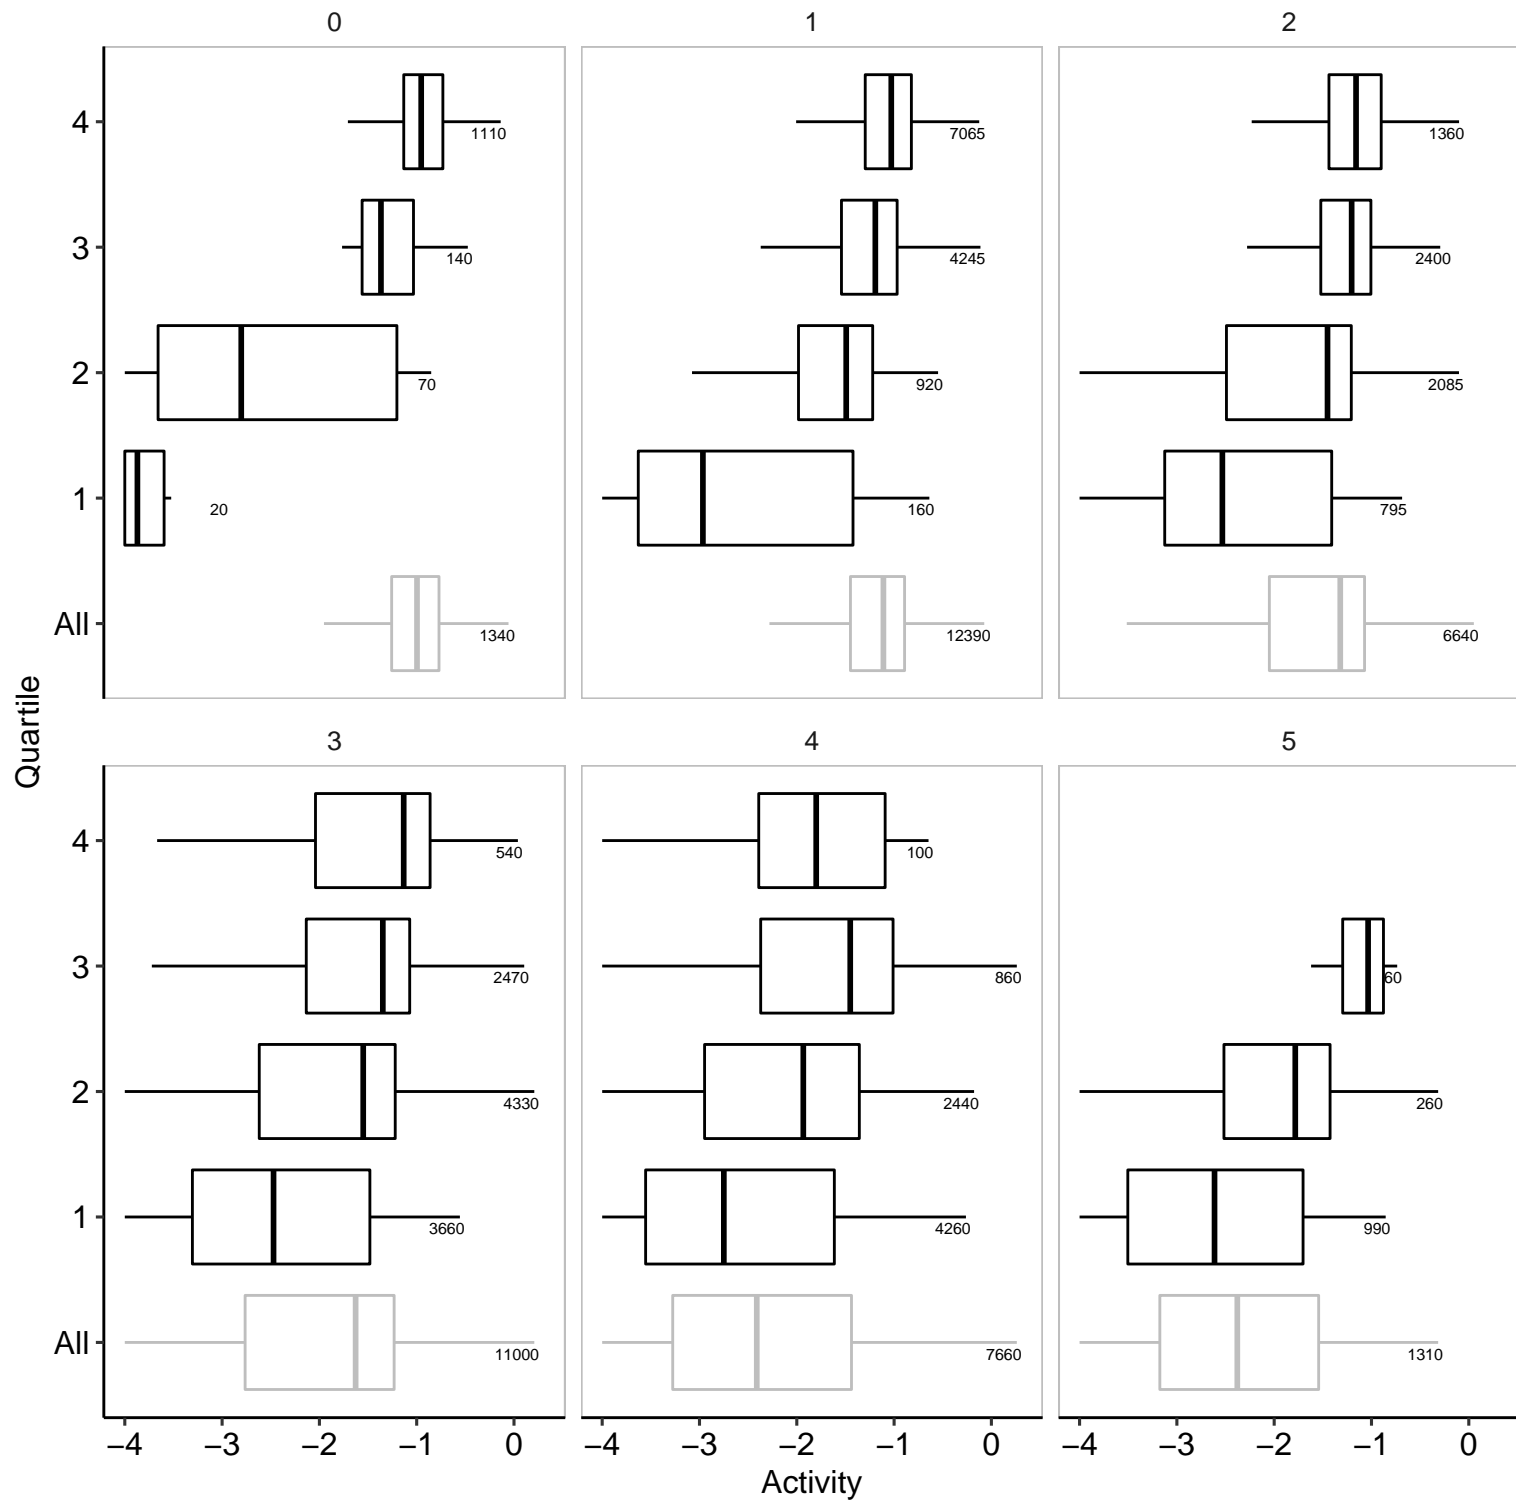 0 1 2
4 1110 7065 1360
3 140 4245 2400
2 70 920 2085
1 20 160 795
All 1340 12390 6640
Quartile
3 4 5
4 540 100
3 2470 860 60
2 4330 2440 260
1 3660 4260 990
All 11000 7660 1310
−4 −3 −2 −1 0 −4 −3 −2 −1 0 −4 −3 −2 −1 0
Activity